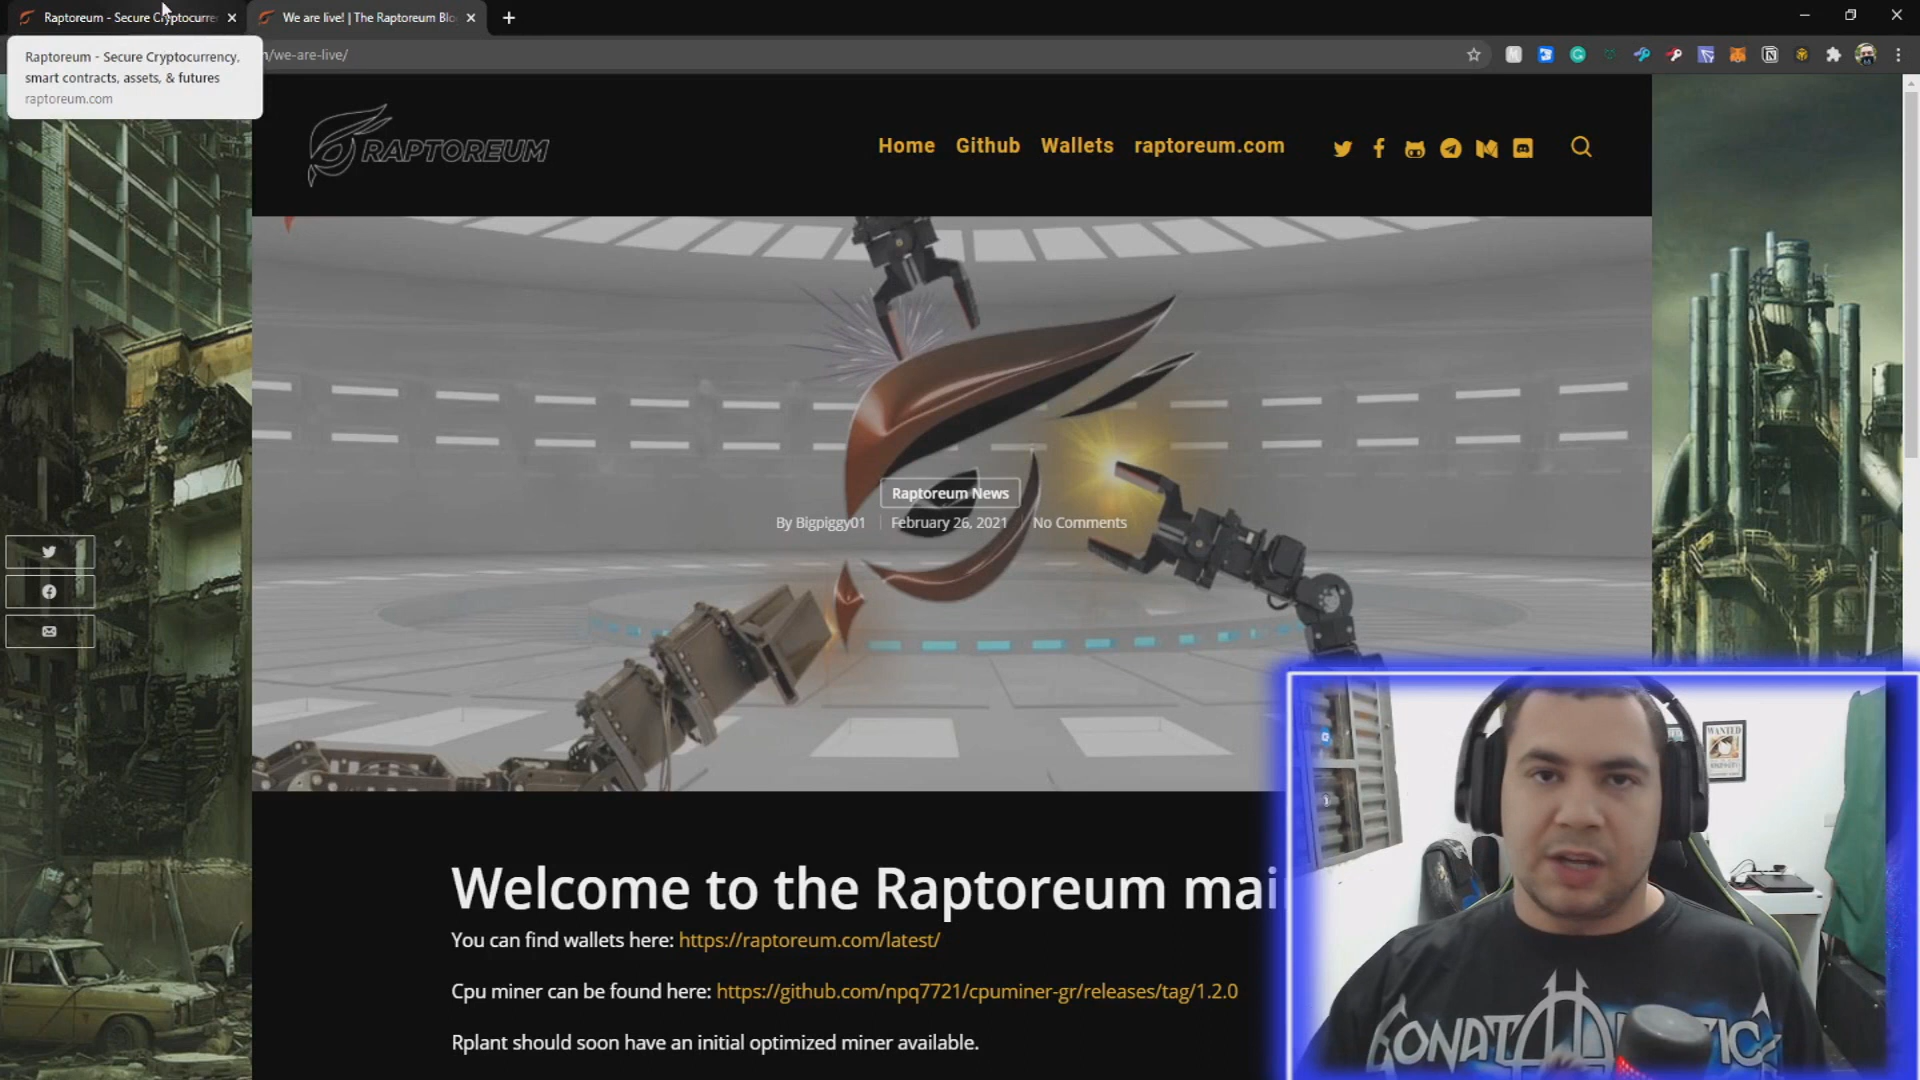 Raptoreum - Secure Cryptocurre
We are live! | The Raptoreum Blo
/we-are-live/
Raptoreum - Secure Cryptocurrency,
smart contracts, assets, & futures
raptoreum.com
RAPTOREUM
Home Github Wallets raptoreum.com
Raptoreum News
By Bigpiggy01 February 26, 2021 No Comments
Welcome to the Raptoreum mai
You can find wallets here: https://raptoreum.com/latest/
Cpu miner can be found here: https://github.com/npq7721/cpuminer-gr/releases/tag/1.2.0
Rplant should soon have an initial optimized miner available.
WANTED